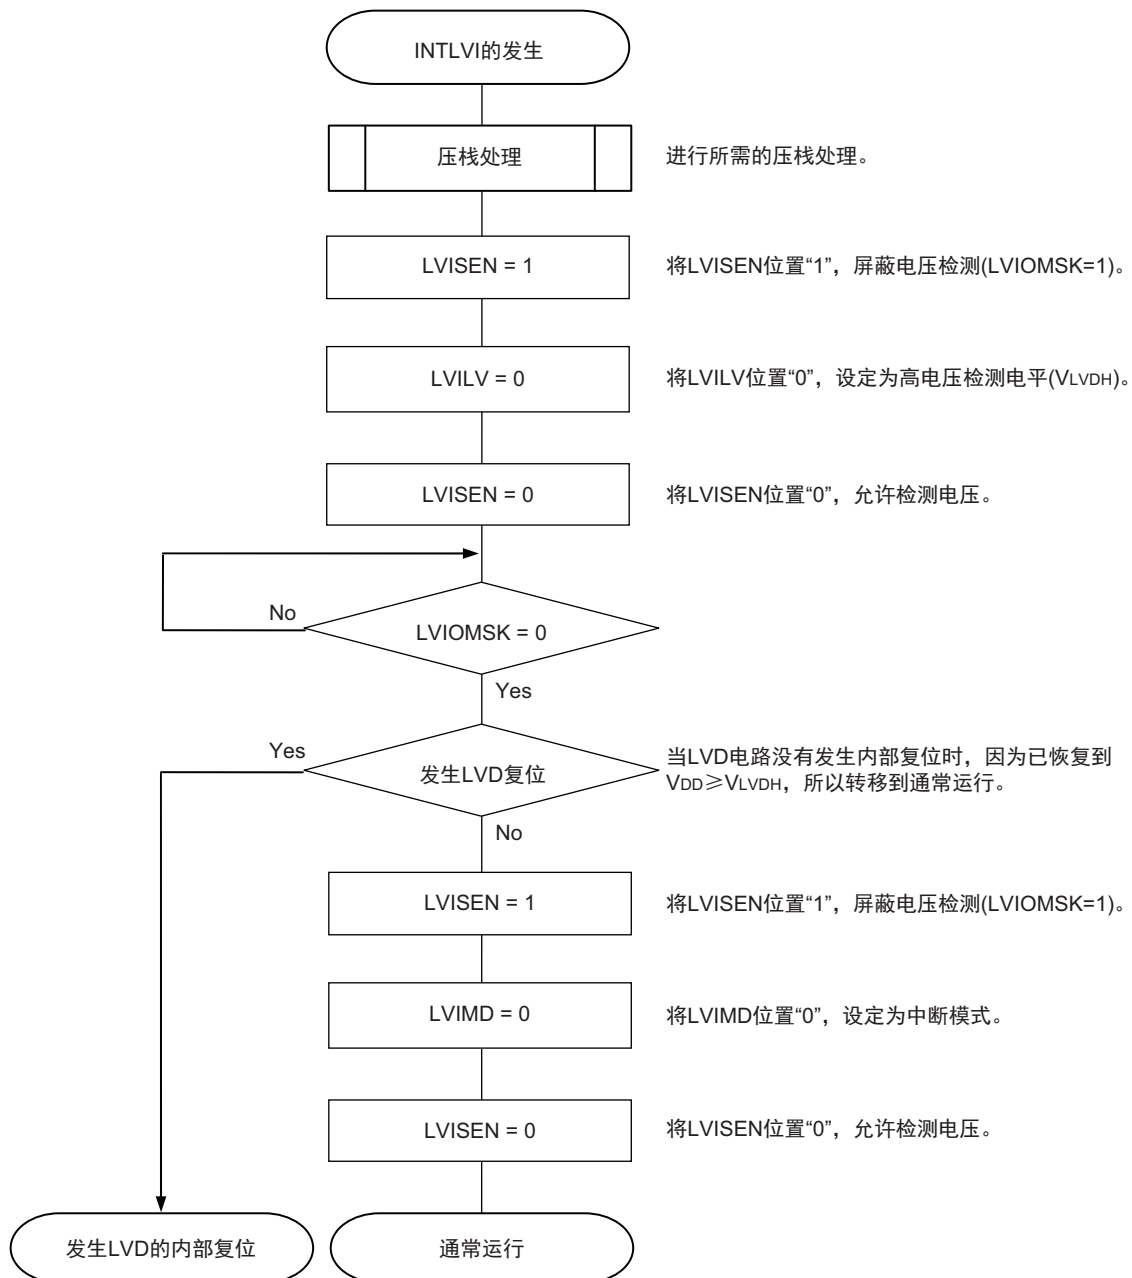 INTLVI的发生
压栈处理
进行所需的压栈处理。
LVISEN = 1
将LVISEN位置“1”，屏蔽电压检测(LVIOMSK=1)。
LVILV = 0
将LVILV位置“0”，设定为高电压检测电平(VLVDH)。
LVISEN = 0
将LVISEN位置“0”，允许检测电压。
No
LVIOMSK = 0
Yes
Yes
发生LVD复位
当LVD电路没有发生内部复位时，因为已恢复到
VDD≥VLVDH，所以转移到通常运行。
No
LVISEN = 1
将LVISEN位置“1”，屏蔽电压检测(LVIOMSK=1)。
LVIMD = 0
将LVIMD位置“0”，设定为中断模式。
LVISEN = 0
将LVISEN位置“0”，允许检测电压。
发生LVD的内部复位
通常运行